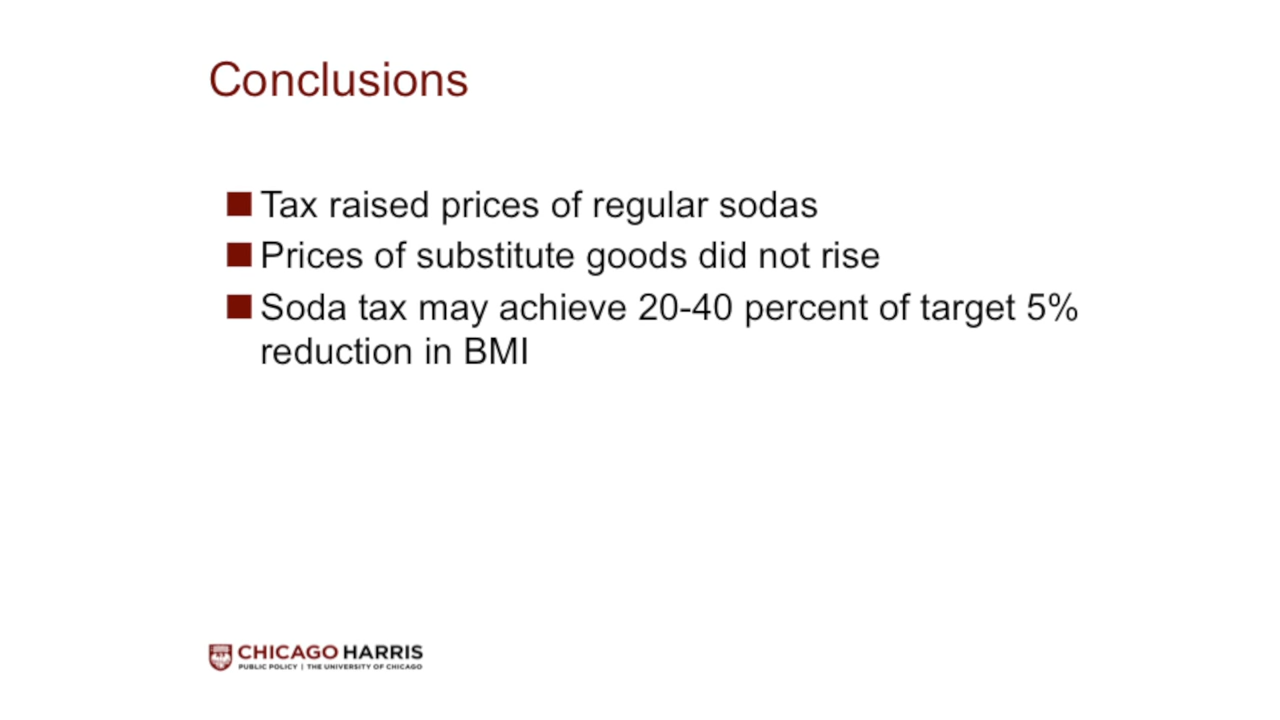 Conclusions
Tax raised prices of regular sodas
Prices of substitute goods did not rise
Soda tax may achieve 20-40 percent of target 5%
reduction in BMI
CHICAGO HARRIS
PUBLIC POLICY | THE UNIVERSITY OF CHICAGO